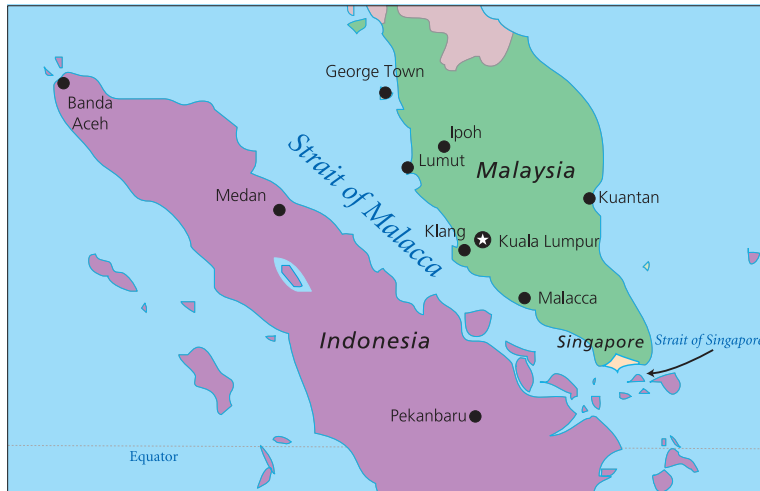 George Town
Banda
Aceh
Ipoh
Lumut
Strait of Malacca
Malaysia
Medan
Kuantan
Klang
Kuala Lumpur
Malacca
Indonesia
Singapore
Strait of Singapore
Pekanbaru
Equator